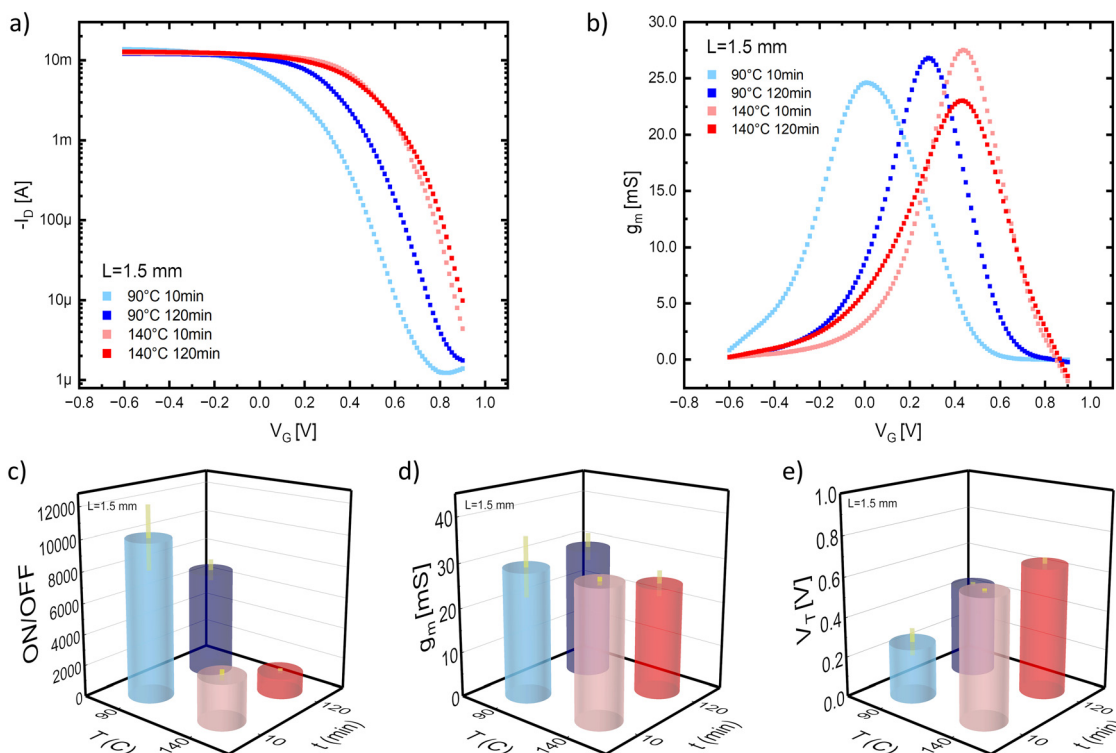 a)
10m
1m
100µ
10µ
1µ
-I_D [A]
L=1.5 mm
90°C 10min
90°C 120min
140°C 10min
140°C 120min
−0.8 −0.6 −0.4 −0.2 0.0 0.2 0.4 0.6 0.8 1.0
V_G [V]
b)
30.0
25.0
20.0
15.0
10.0
5.0
0.0
g_m [mS]
L=1.5 mm
90°C 10min
90°C 120min
140°C 10min
140°C 120min
−0.8 −0.6 −0.4 −0.2 0.0 0.2 0.4 0.6 0.8 1.0
V_G [V]
c)
L=1.5 mm
12000
10000
8000
6000
4000
2000
0
ON/OFF
90
140
T (C)
10
120
t (min)
d)
L=1.5 mm
40
30
20
10
0
g_m [mS]
90
140
T (C)
10
120
t (min)
e)
L=1.5 mm
1.0
0.8
0.6
0.4
0.2
0
V_T [V]
90
140
T (C)
10
120
t (min)